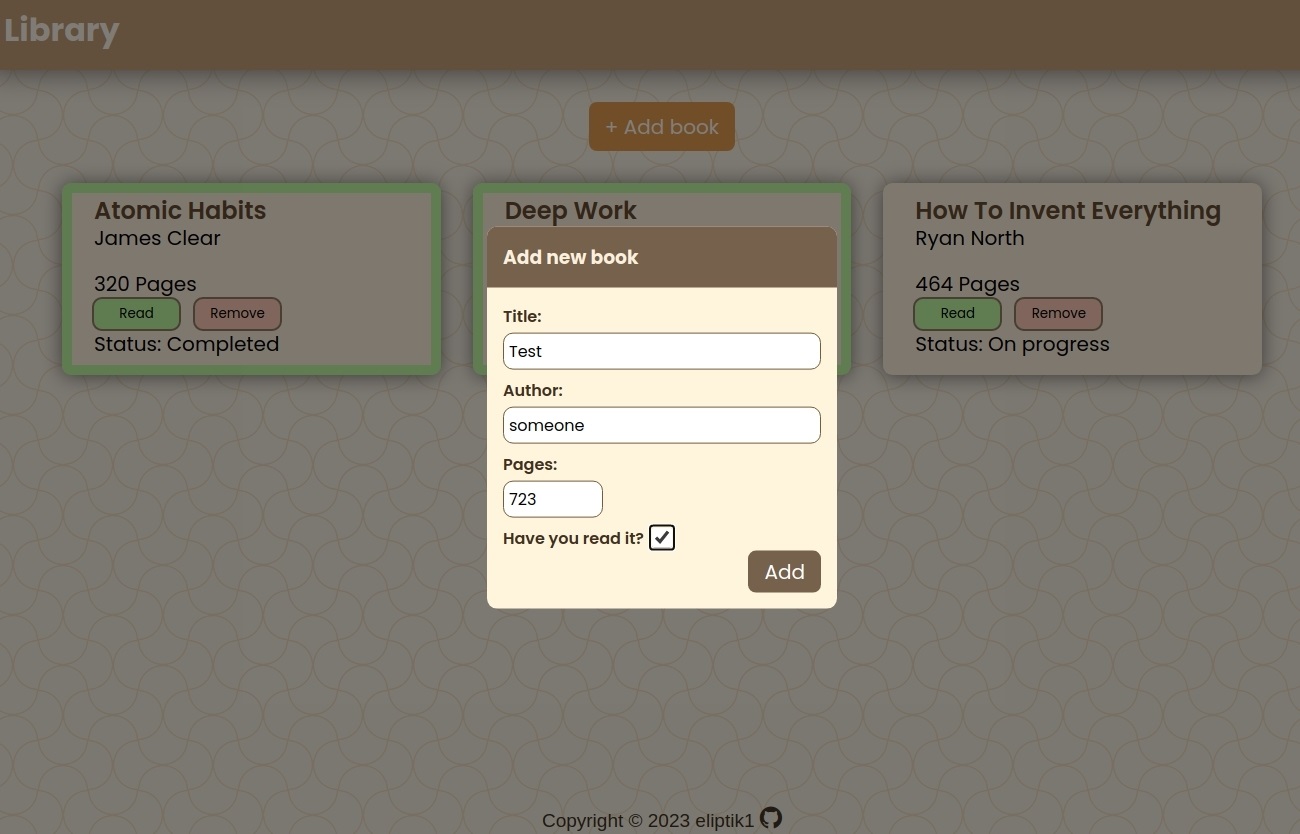 Library
+ Add book
Atomic Habits
James Clear
320 Pages
Read
Remove
Status: Completed
Deep Work
How To Invent Everything
Ryan North
464 Pages
Read
Remove
Status: On progress
Add new book
Title:
Test
Author:
someone
Pages:
723
Have you read it?
Add
Copyright © 2023 eliptik1